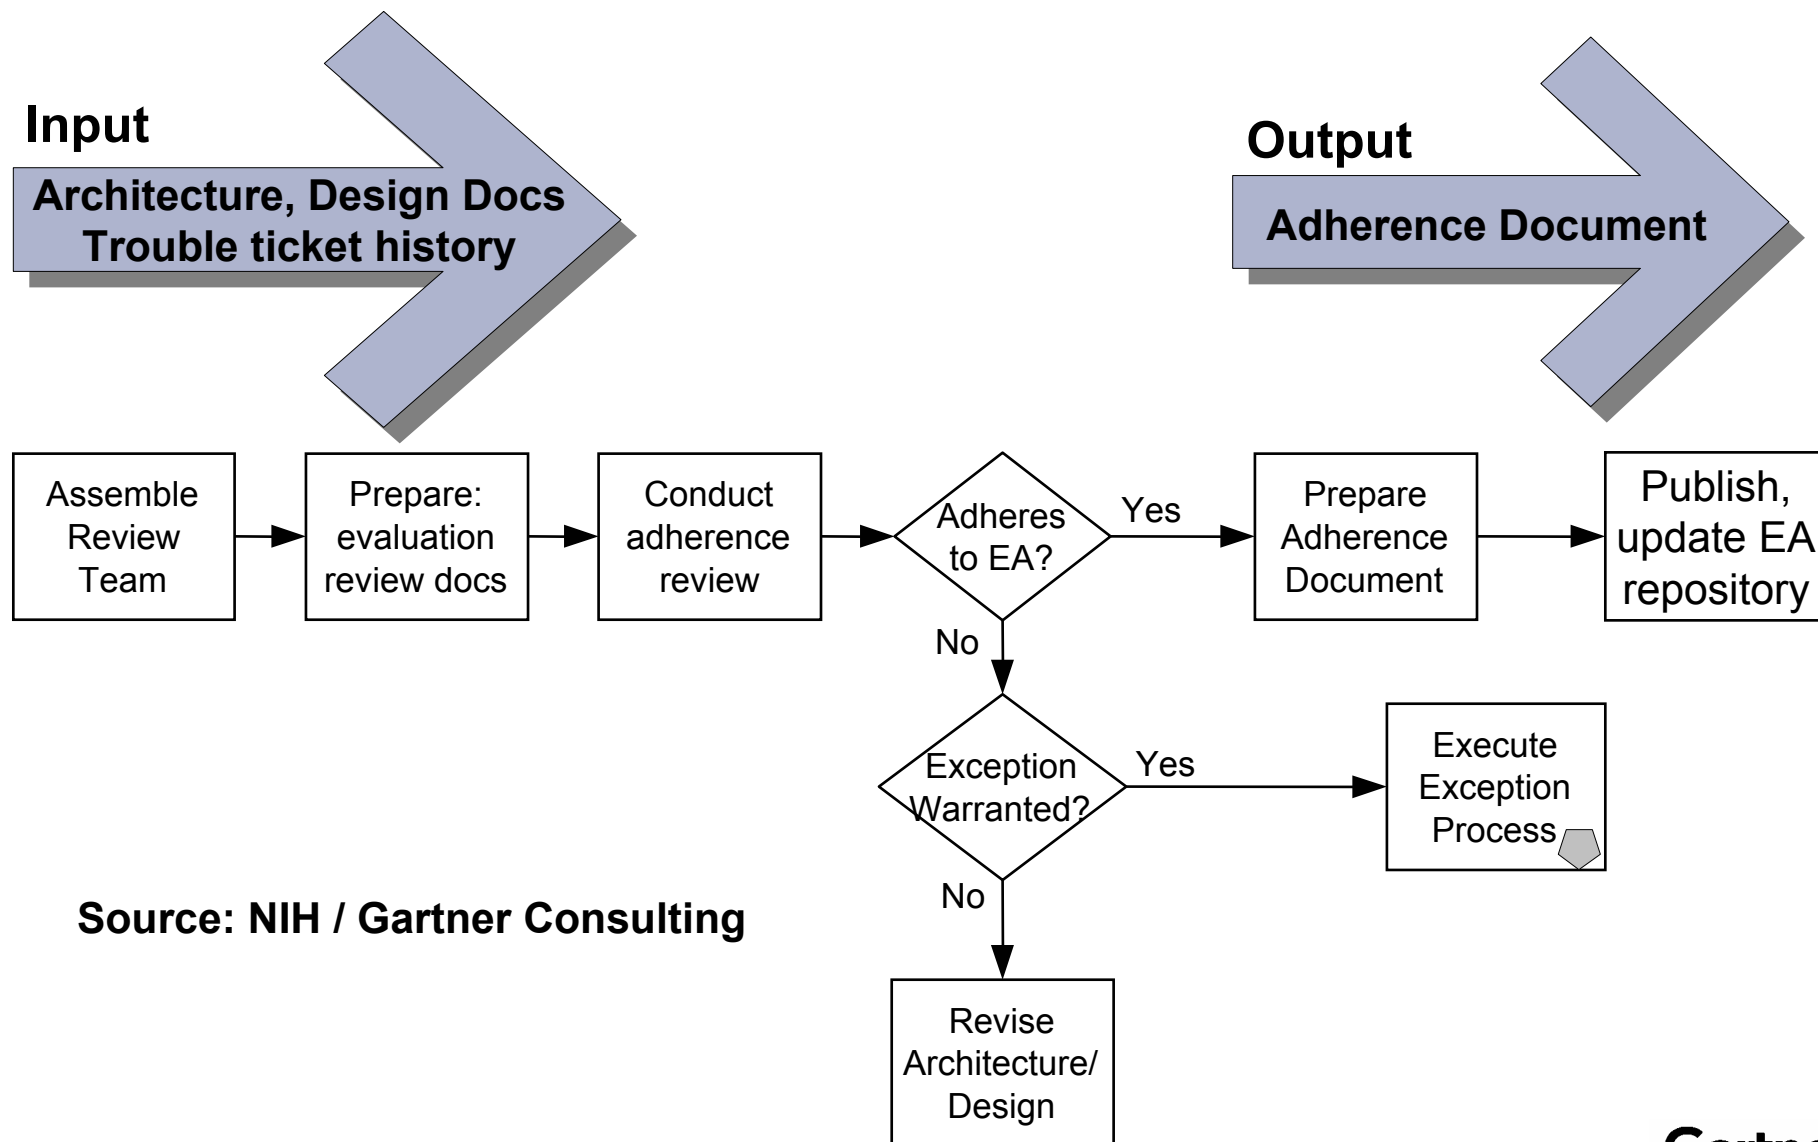 Input
Architecture, Design Docs
Trouble ticket history
Output
Adherence Document
Assemble
Review
Team
Prepare:
evaluation
review docs
Conduct
adherence
review
Adheres
to EA?
Yes
Prepare
Adherence
Document
Publish,
update EA
repository
No
Exception
Warranted?
Yes
Execute
Exception
Process
No
Source: NIH / Gartner Consulting
Revise
Architecture/
Design